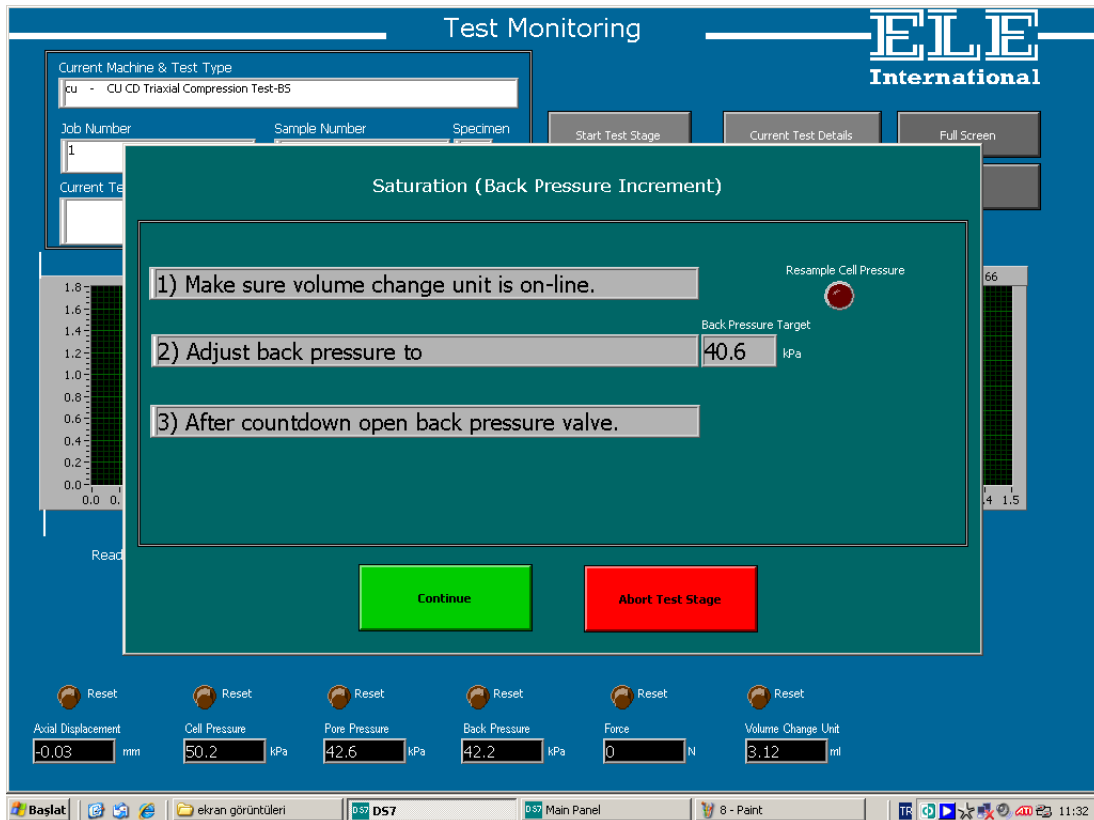 Test Monitoring
ELE
International
Current Machine & Test Type
cu - CU CD Triaxial Compression Test-BS
Job Number
Sample Number
Specimen
1
Start Test Stage
Current Test Details
Full Screen
Current Te
Saturation (Back Pressure Increment)
1) Make sure volume change unit is on-line.
Resample Cell Pressure
66
Back Pressure Target
2) Adjust back pressure to
40.6
kPa
3) After countdown open back pressure valve.
1.8
1.6
1.4
1.2
1.0
0.8
0.6
0.4
0.2
0.0
0.0 0.
.4 1.5
Read
Continue
Abort Test Stage
Reset
Reset
Reset
Reset
Reset
Reset
Axial Displacement
Cell Pressure
Pore Pressure
Back Pressure
Force
Volume Change Unit
-0.03 mm
50.2 kPa
42.6 kPa
42.2 kPa
0 N
3.12 ml
Başlat
ekran görüntüleri
DS7 DS7
DS7 Main Panel
8 - Paint
TR
ATI
11:32